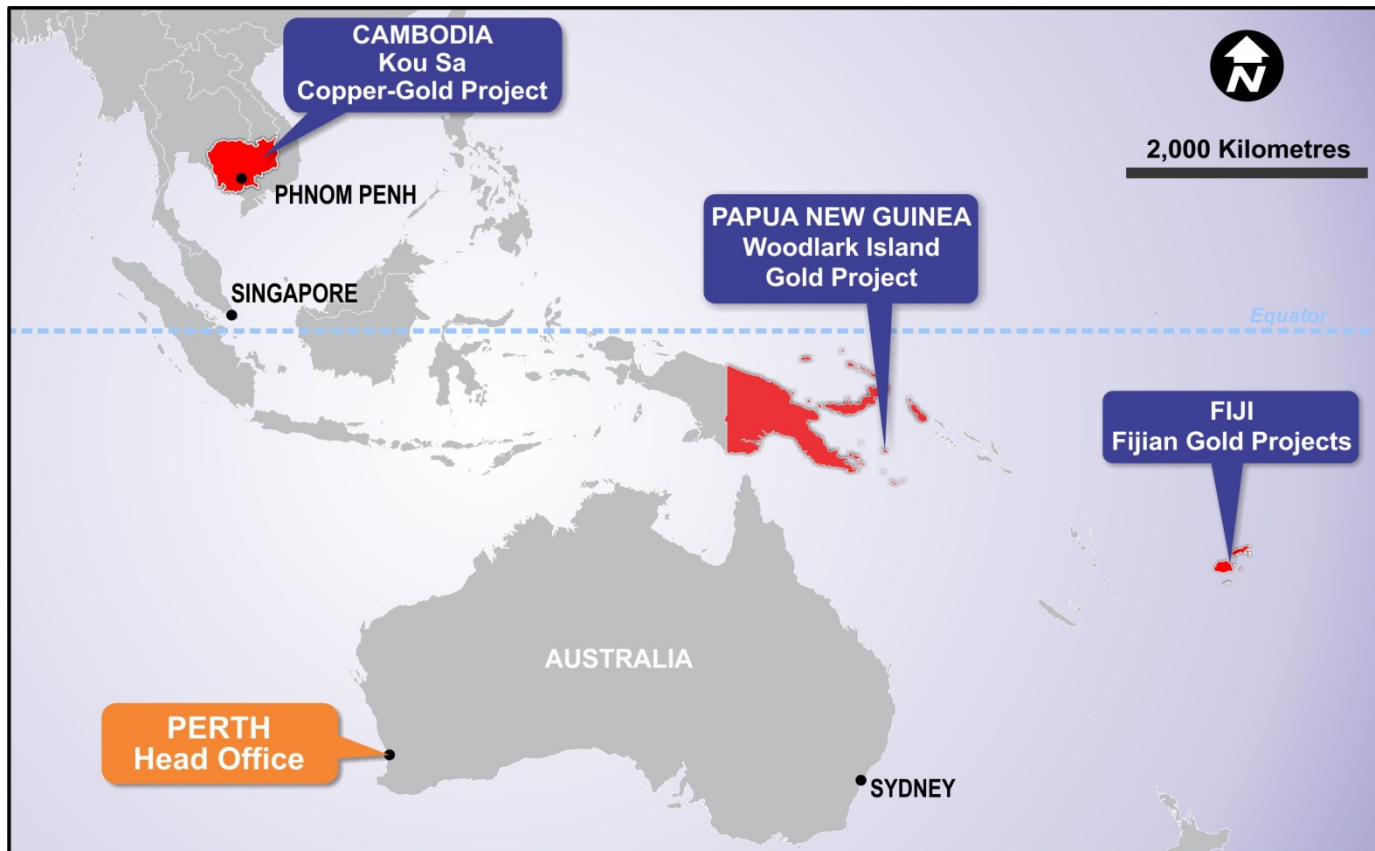 CAMBODIA
Kou Sa
Copper-Gold Project
N
2,000 Kilometres
PHNOM PENH
PAPUA NEW GUINEA
Woodlark Island
Gold Project
SINGAPORE
Equator
FIJI
Fijian Gold Projects
AUSTRALIA
PERTH
Head Office
SYDNEY